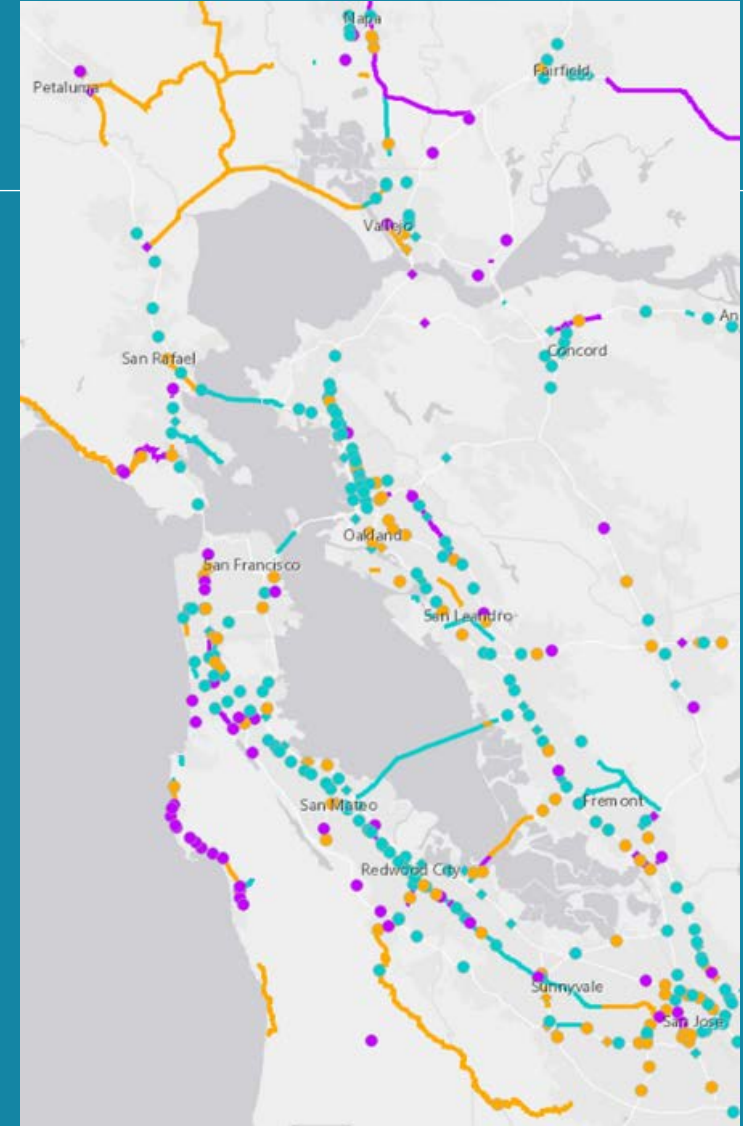 Napa
Fairfield
Petaluma
Vallejo
An
Concord
San Rafael
Oakland
San Francisco
San Leandro
Fremont
San Mateo
Redwood City
Sunnyvale
San Jose